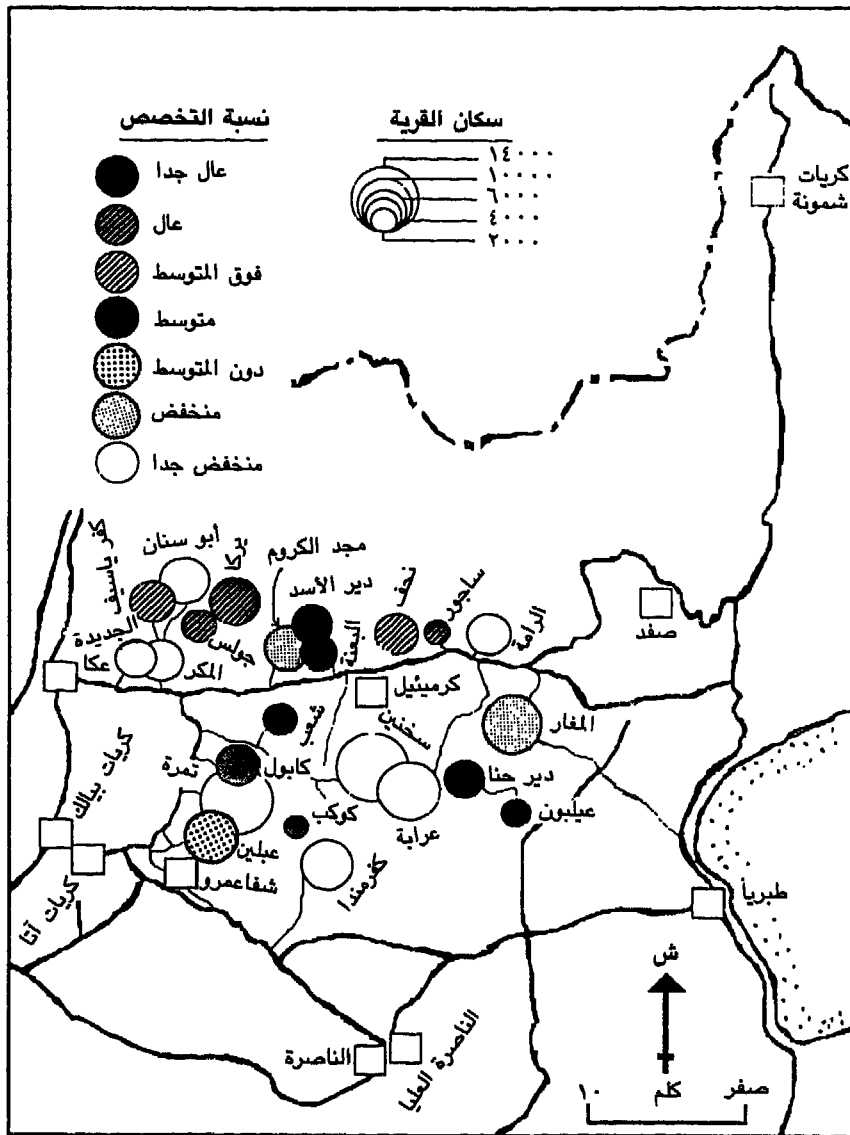 نسبة التخصص
عال جدا
عال
فوق المتوسط
متوسط
دون المتوسط
منخفض
منخفض جدا
سكان القرية
١٤٠٠٠
١٠٠٠٠
٦٠٠٠
٤٠٠٠
٢٠٠٠
كريات
شمونة
كفر ياسيف
أبو سنان
يركا
مجد الكروم
دير الأسد
البعنة
نحف
ساجور
الرامة
صفد
الجديدة
عكا
المكر
جولس
كرميئيل
شعب
سخنين
المغار
كريات بيالك
تمرة
كابول
دير حنا
كوكب
عرابة
عيلبون
عبلين
شفاعمرو
كفرمندا
كريات آتا
طبريا
الناصرة
الناصرة العليا
ش
صفر
كلم
١٠